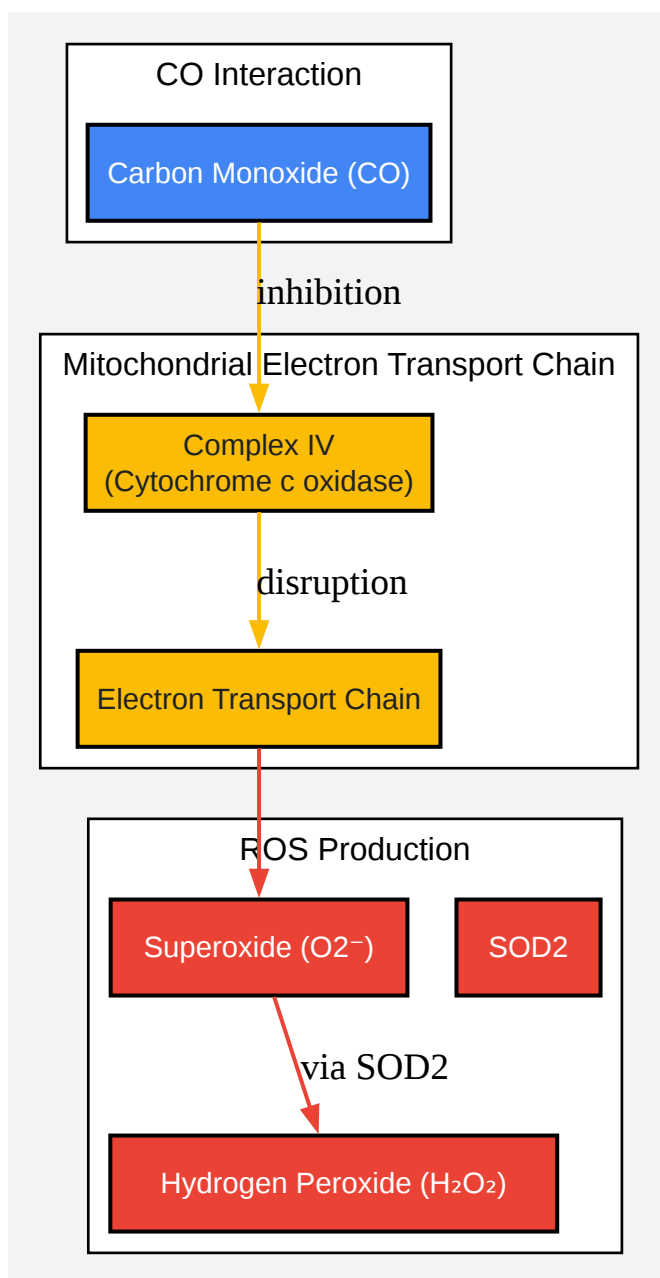 CO Interaction
Carbon Monoxide (CO)
inhibition
Mitochondrial Electron Transport Chain
Complex IV
(Cytochrome c oxidase)
disruption
Electron Transport Chain
ROS Production
Superoxide (O2⁻)
SOD2
via SOD2
Hydrogen Peroxide (H₂O₂)